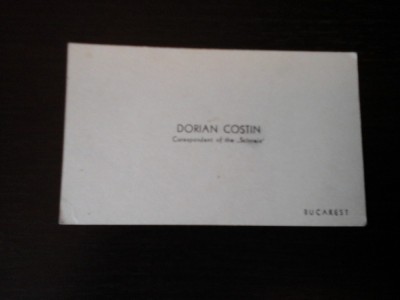 DORIAN COSTIN
Correspondent of the
BUCAREST